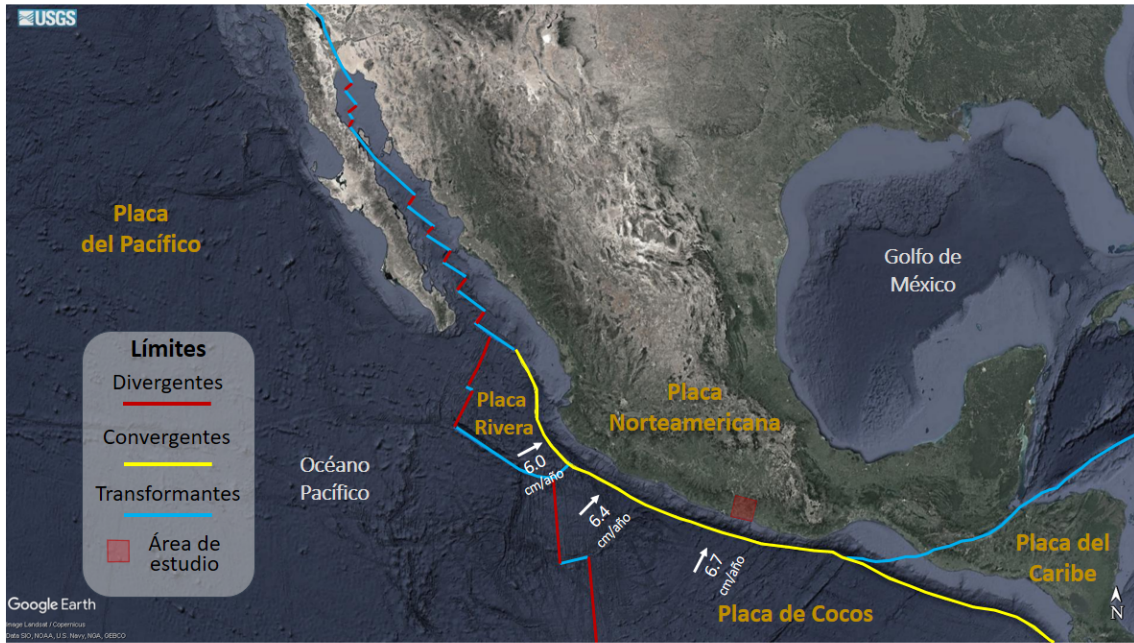 USGS
Placa
del Pacífico
Golfo de
México
Límites
Divergentes
Convergentes
Transformantes
Área de
estudio
Océano
Pacífico
Placa
Rivera
Placa
Norteamericana
6.0
cm/año
6.4
cm/año
6.7
cm/año
Placa de Cocos
Placa del
Caribe
N
Google Earth
Image Landsat / Copernicus
Data SIO, NOAA, U.S. Navy, NGA, GEBCO